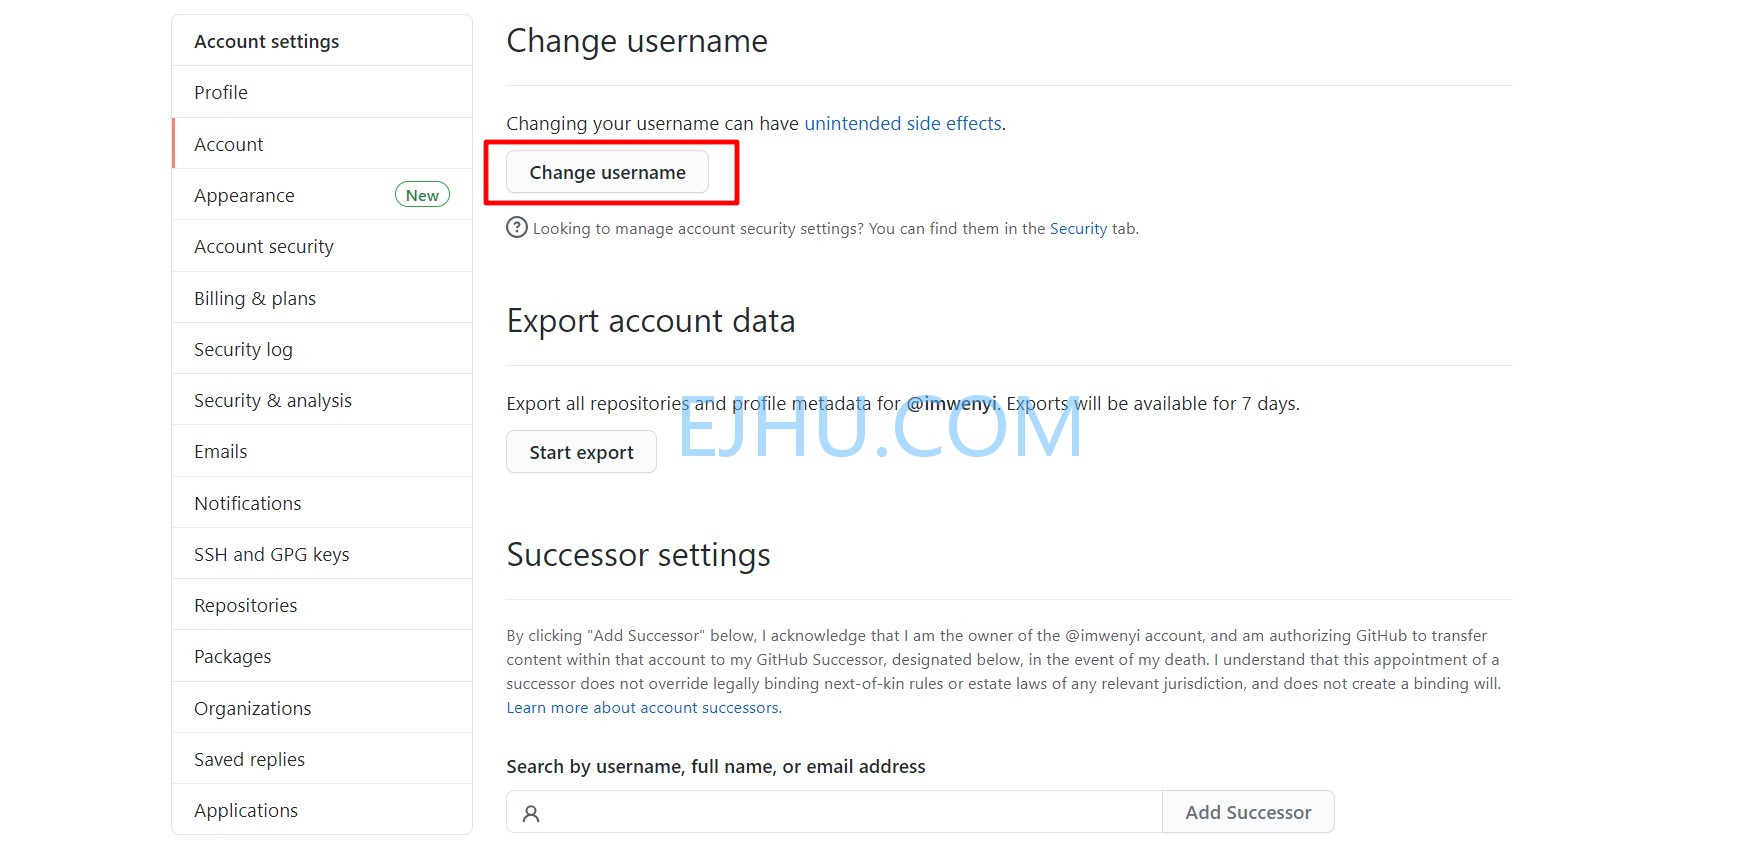 Account settings
Profile
Account
Appearance New
Account security
Billing & plans
Security log
Security & analysis
Emails
Notifications
SSH and GPG keys
Repositories
Packages
Organizations
Saved replies
Applications
Change username
Changing your username can have unintended side effects.
Change username
Looking to manage account security settings? You can find them in the Security tab.
Export account data
Export all repositories and profile metadata for @imwenyi. Exports will be available for 7 days.
Start export
EJHU.COM
Successor settings
By clicking "Add Successor" below, I acknowledge that I am the owner of the @imwenyi account, and am authorizing GitHub to transfer
content within that account to my GitHub Successor, designated below, in the event of my death. I understand that this appointment of a
successor does not override legally binding next-of-kin rules or estate laws of any relevant jurisdiction, and does not create a binding will.
Learn more about account successors.
Search by username, full name, or email address
Add Successor